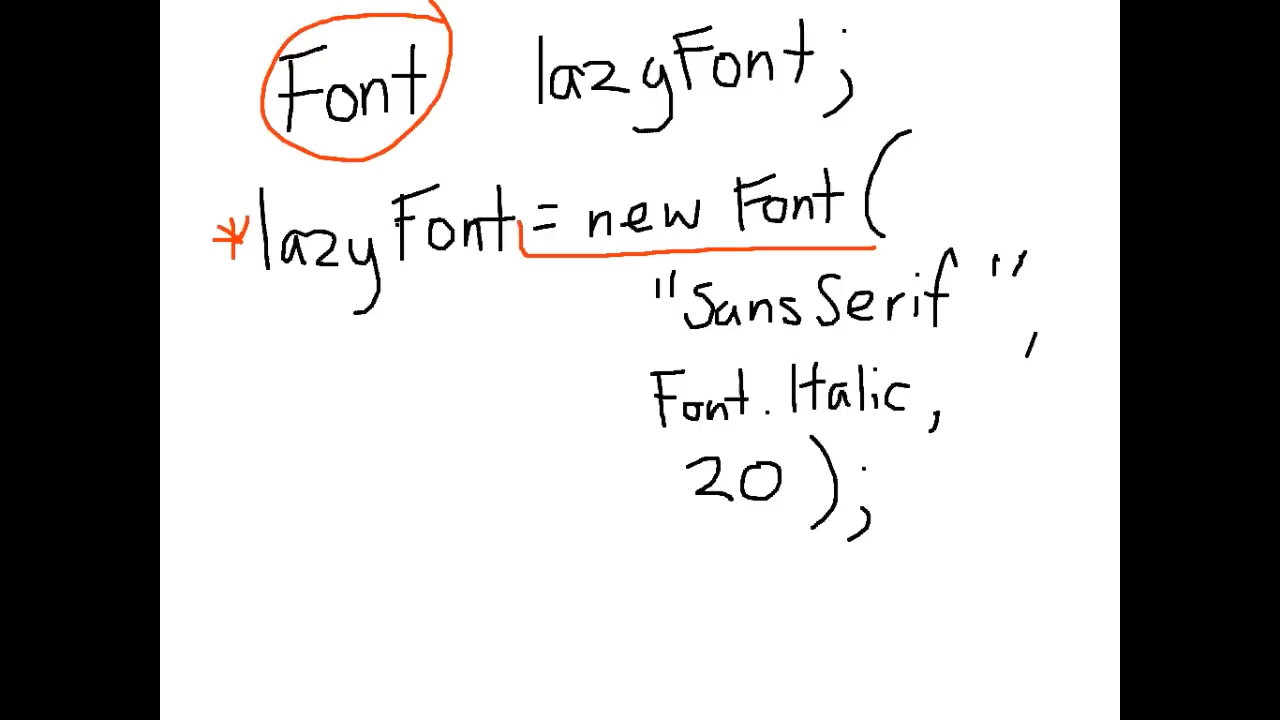 Font lazyFont;
*lazyFont = new Font(
"SansSerif",
Font.Italic,
20);